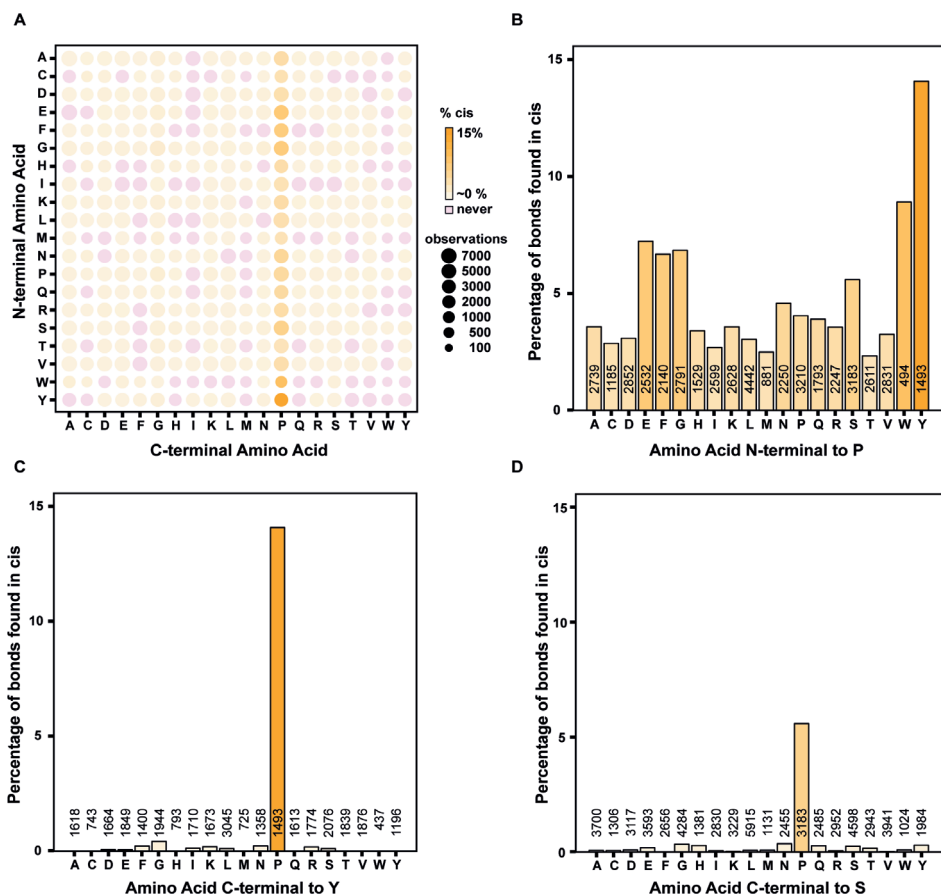 A
N-terminal Amino Acid
A
C
D
E
F
G
H
I
K
L
M
N
P
Q
R
S
T
V
W
Y
A C D E F G H I K L M N P Q R S T V W Y
C-terminal Amino Acid
% cis
15%
~0 %
never
observations
7000
5000
3000
2000
1000
500
100
B
Percentage of bonds found in cis
15
10
5
0
2739 1185 2852 2532 2140 2791 1529 2599 2628 4442 881 2250 3210 1793 2247 3183 2611 2831 494 1493
A C D E F G H I K L M N P Q R S T V W Y
Amino Acid N-terminal to P
C
Percentage of bonds found in cis
15
10
5
0
1618 743 1664 1849 1400 1944 793 1710 1673 3045 725 1358 1493 1613 1774 2076 1839 1876 437 1196
A C D E F G H I K L M N P Q R S T V W Y
Amino Acid C-terminal to Y
D
Percentage of bonds found in cis
15
10
5
0
3700 1306 3117 3593 2656 4284 1381 2830 3229 5915 1131 2455 3183 2485 2952 4598 2943 3941 1024 1984
A C D E F G H I K L M N P Q R S T V W Y
Amino Acid C-terminal to S